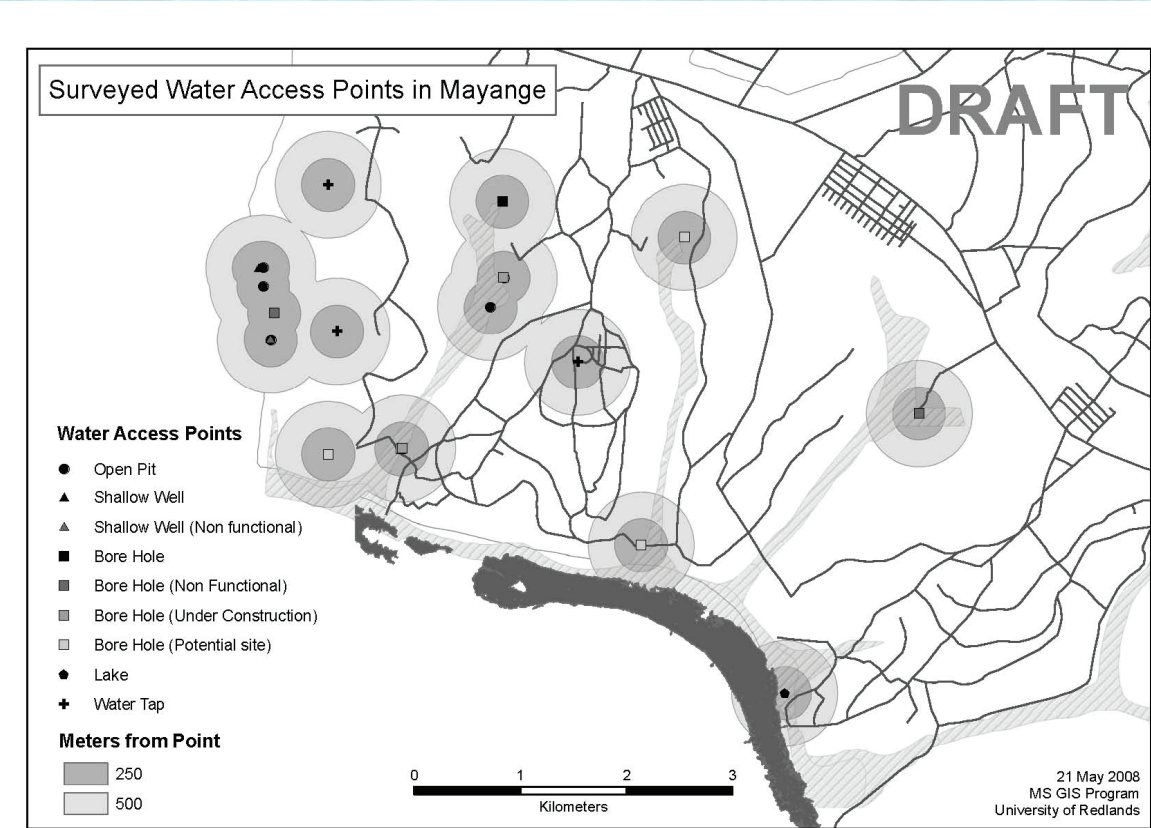 Surveyed Water Access Points in Mayange
DRAFT
Water Access Points
Open Pit
Shallow Well
Shallow Well (Non functional)
Bore Hole
Bore Hole (Non Functional)
Bore Hole (Under Construction)
Bore Hole (Potential site)
Lake
Water Tap
Meters from Point
250
500
0 1 2 3
Kilometers
21 May 2008
MS GIS Program
University of Redlands